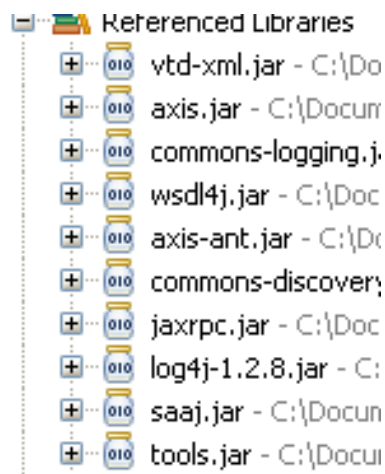 Referenced Libraries
vtd-xml.jar - C:\Do
axis.jar - C:\Docum
commons-logging.ja
wsdl4j.jar - C:\Doc
axis-ant.jar - C:\Do
commons-discovery
jaxrpc.jar - C:\Doc
log4j-1.2.8.jar - C:
saaj.jar - C:\Docum
tools.jar - C:\Docum